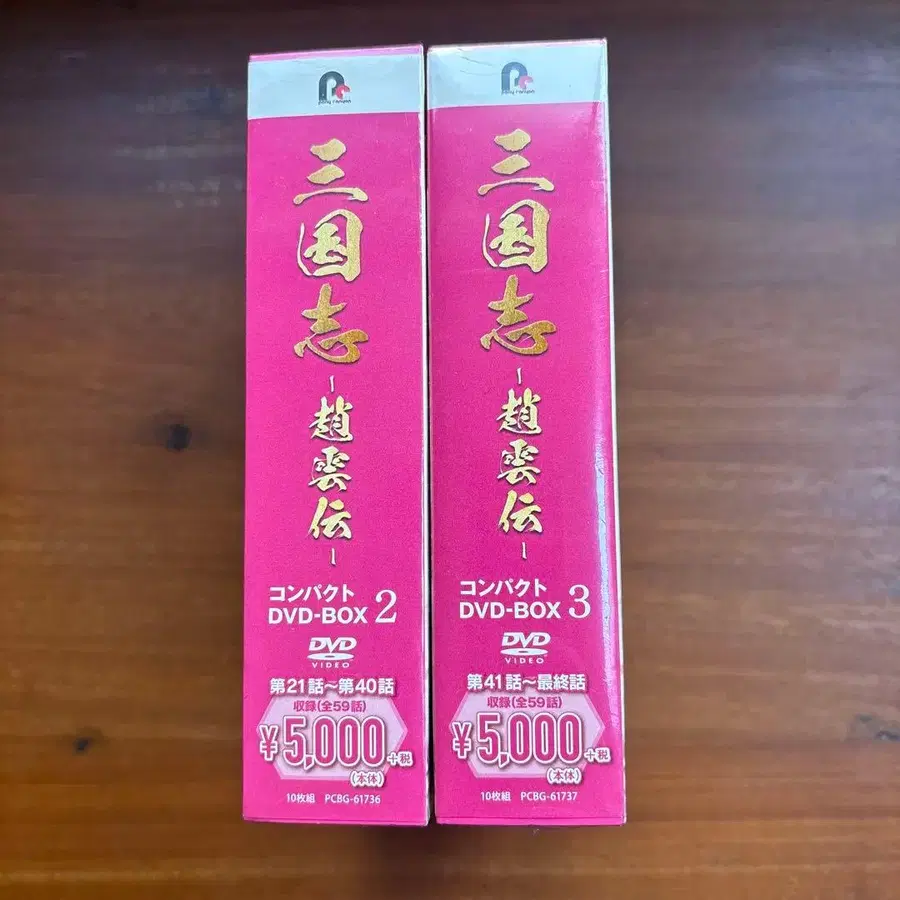 pony canyon
三国志
~趙雲伝~
コンパクト
DVD-BOX 2
DVD
VIDEO
第21話~第40話
収録(全59話)
¥5,000+税
(本体)
10枚組 PCBG-61736
pony canyon
三国志
~趙雲伝~
コンパクト
DVD-BOX 3
DVD
VIDEO
第41話~最終話
収録(全59話)
¥5,000+税
(本体)
10枚組 PCBG-61737